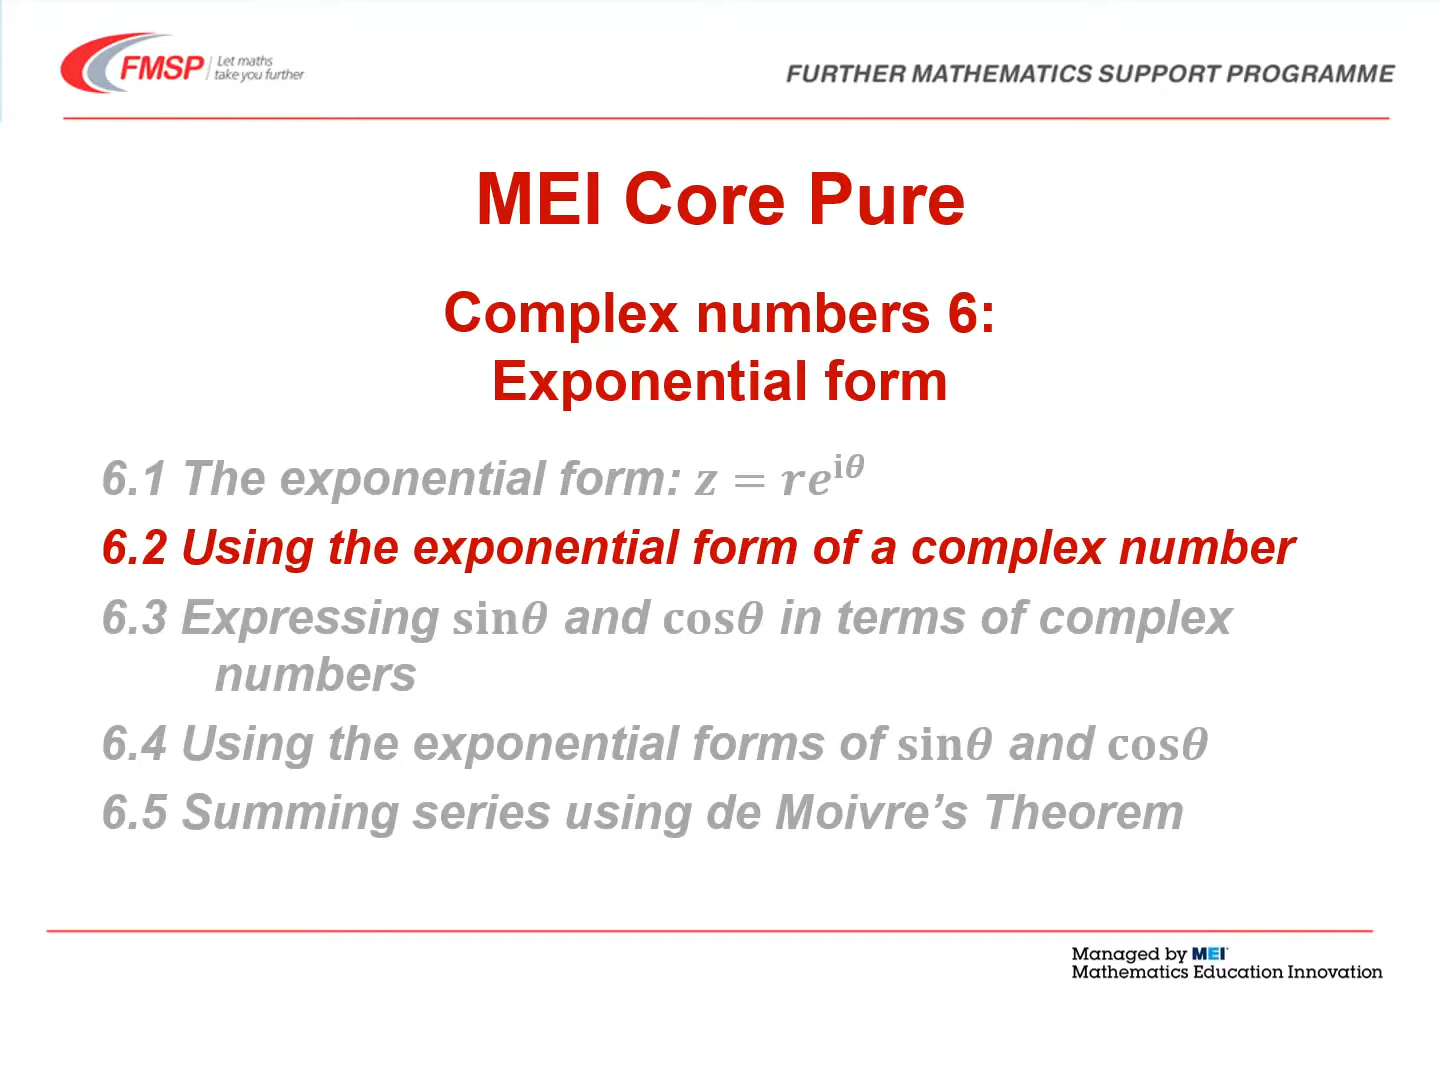 FMSP Let maths take you further
FURTHER MATHEMATICS SUPPORT PROGRAMME
MEI Core Pure
Complex numbers 6:
Exponential form
6.1 The exponential form: z = re^{iθ}
6.2 Using the exponential form of a complex number
6.3 Expressing sinθ and cosθ in terms of complex
numbers
6.4 Using the exponential forms of sinθ and cosθ
6.5 Summing series using de Moivre’s Theorem
Managed by MEI
Mathematics Education Innovation